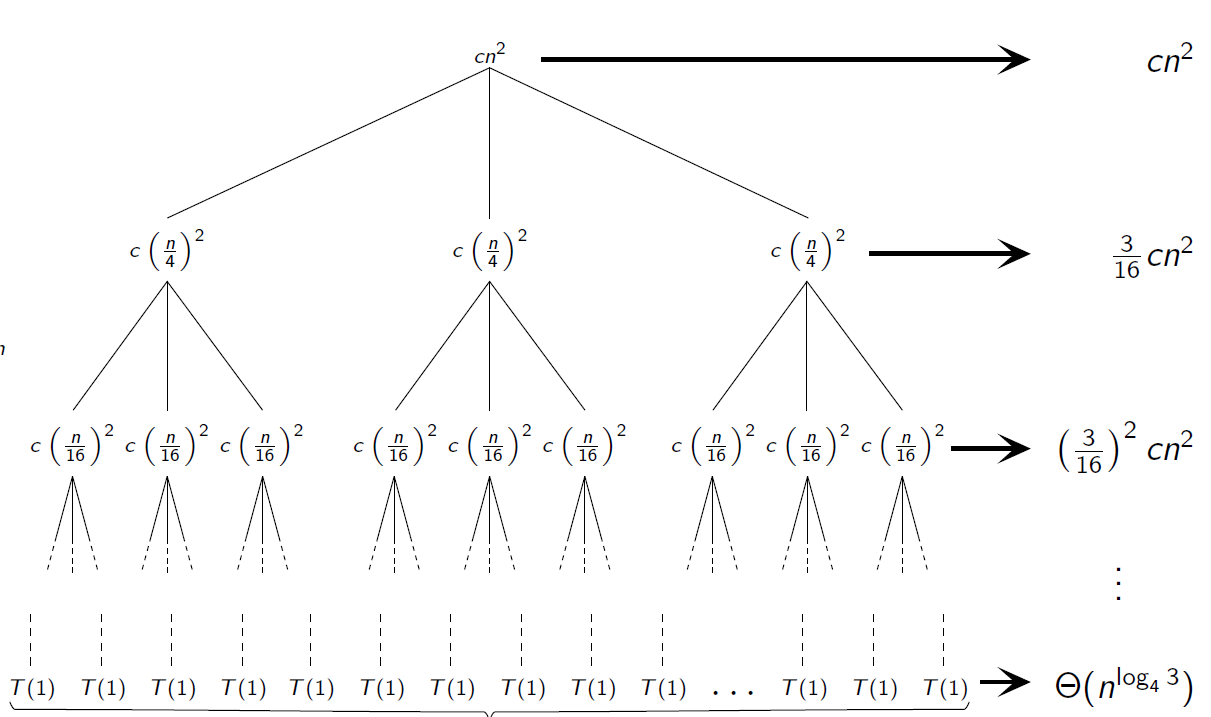 cn² cn²
c (n/4)² c (n/4)² c (n/4)² 3/16 cn²
n
c (n/16)² c (n/16)² c (n/16)² c (n/16)² c (n/16)² c (n/16)² c (n/16)² c (n/16)² c (n/16)² (3/16)² cn²
⋮
T(1) T(1) T(1) T(1) T(1) T(1) T(1) T(1) T(1) T(1) ... T(1) T(1) T(1) Θ(n^{log₄ 3})